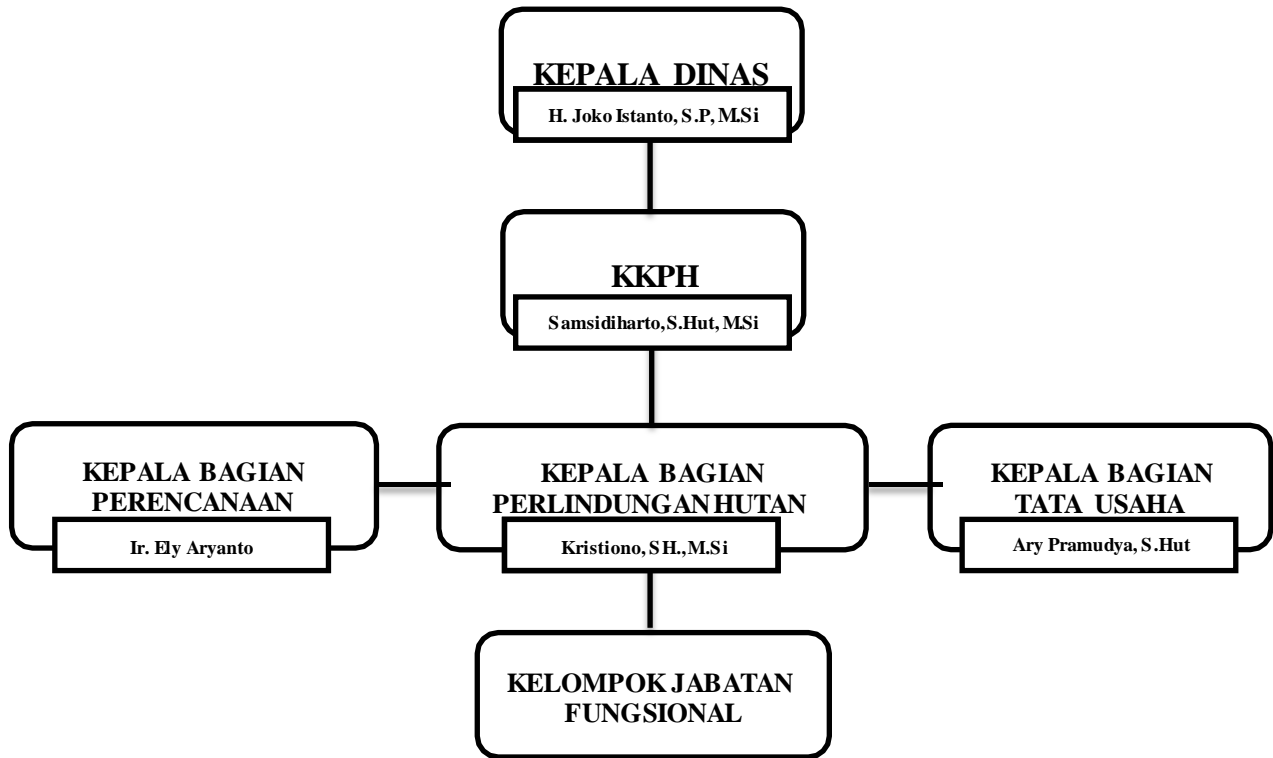 KEPALA DINAS
H. Joko Istanto, S.P, M.Si
KKPH
Samsidiharto, S.Hut, M.Si
KEPALA BAGIAN
PERENCANAAN
Ir. Ely Aryanto
KEPALA BAGIAN
PERLINDUNGAN HUTAN
Kristiono, SH., M.Si
KEPALA BAGIAN
TATA USAHA
Ary Pramudya, S.Hut
KELOMPOK JABATAN
FUNGSIONAL